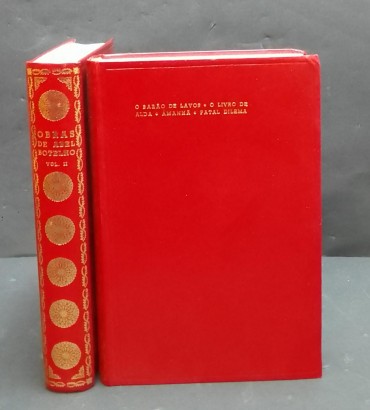 OBRAS
DE ABEL
BOTELHO
VOL. II
O BARÃO DE LAVOS * O LIVRO DE
ALDA * AMANHÃ * FATAL DILEMA